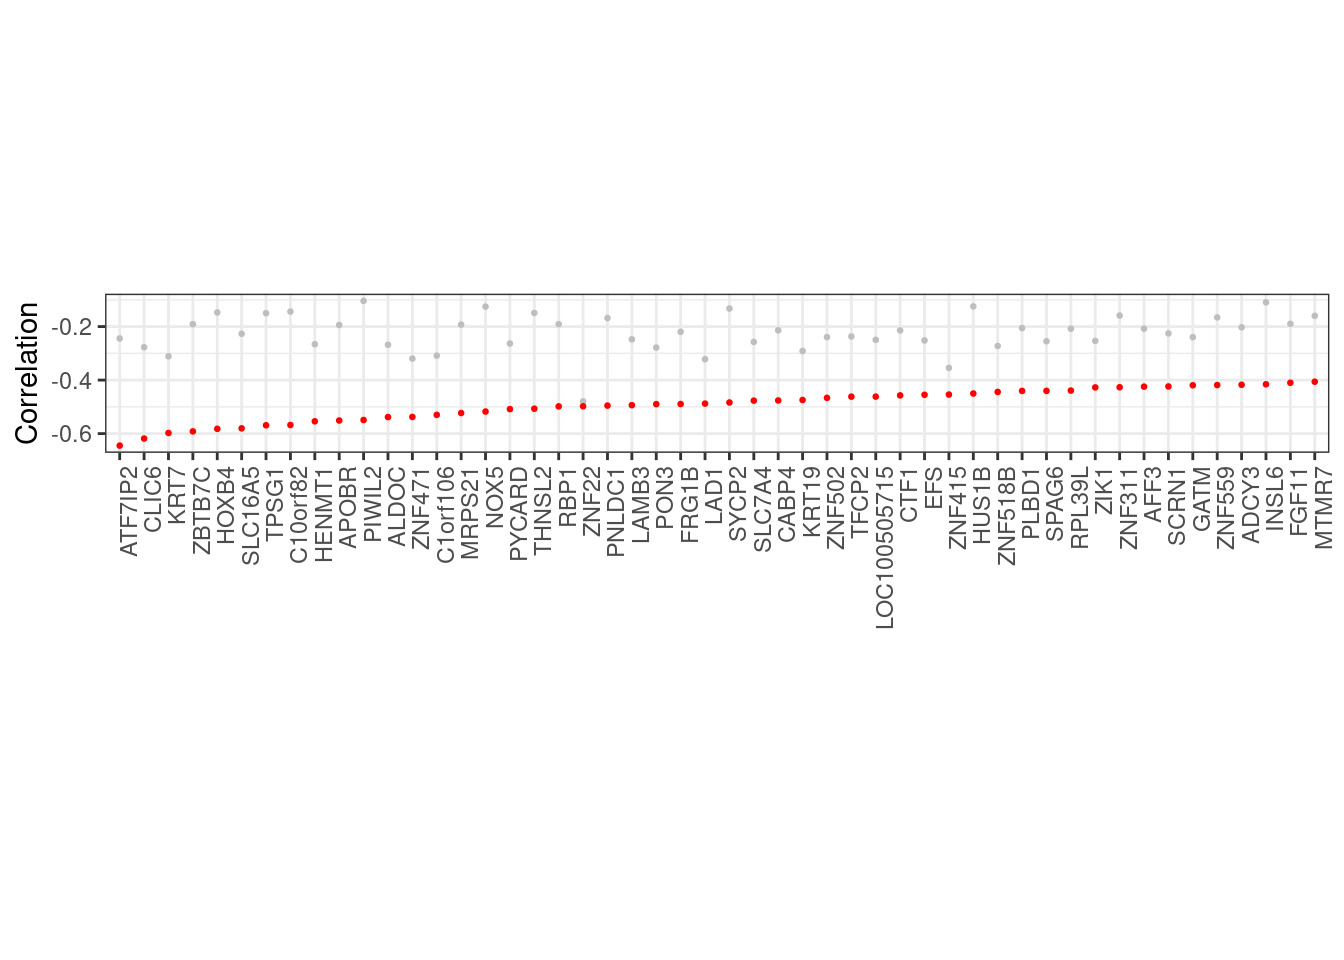 Correlation
-0.2
-0.4
-0.6
ATF7IP2
CLIC6
KRT7
ZBTB7C
HOXB4
SLC16A5
TPSG1
C10orf82
HENMT1
APOBR
PIWIL2
ALDOC
ZNF471
C1orf106
MRPS21
NOX5
PYCARD
THNSL2
RBP1
ZNF22
PNLDC1
LAMB3
PON3
FRG1B
LAD1
SYCP2
SLC7A4
CABP4
KRT19
ZNF502
TFCP2
LOC100505715
CTF1
EFS
ZNF415
HUS1B
ZNF518B
PLBD1
SPAG6
RPL39L
ZIK1
ZNF311
AFF3
SCRN1
GATM
ZNF559
ADCY3
INSL6
FGF11
MTMR7